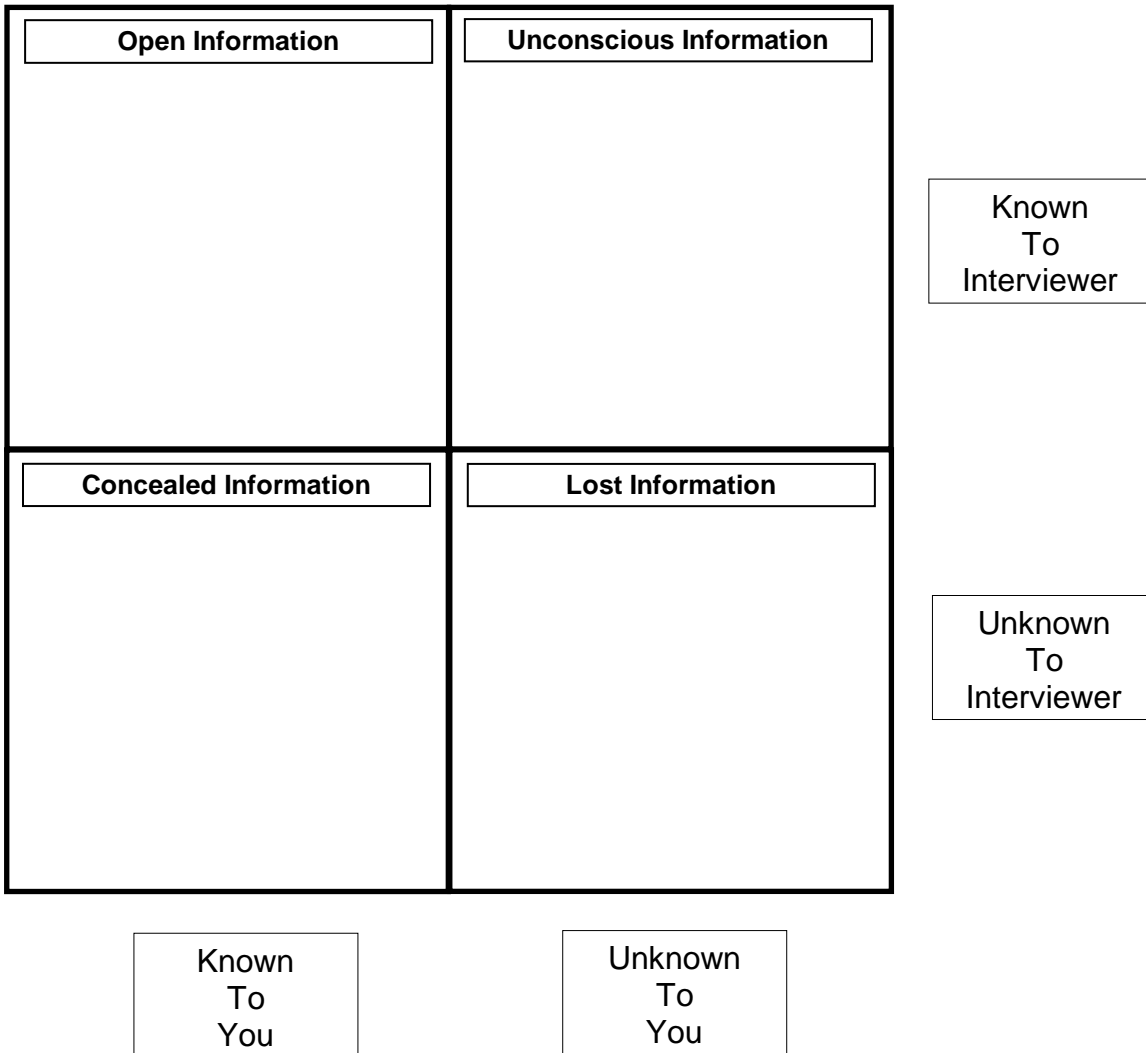 Open Information
Unconscious Information
Known
To
Interviewer
Concealed Information
Lost Information
Unknown
To
Interviewer
Known
To
You
Unknown
To
You